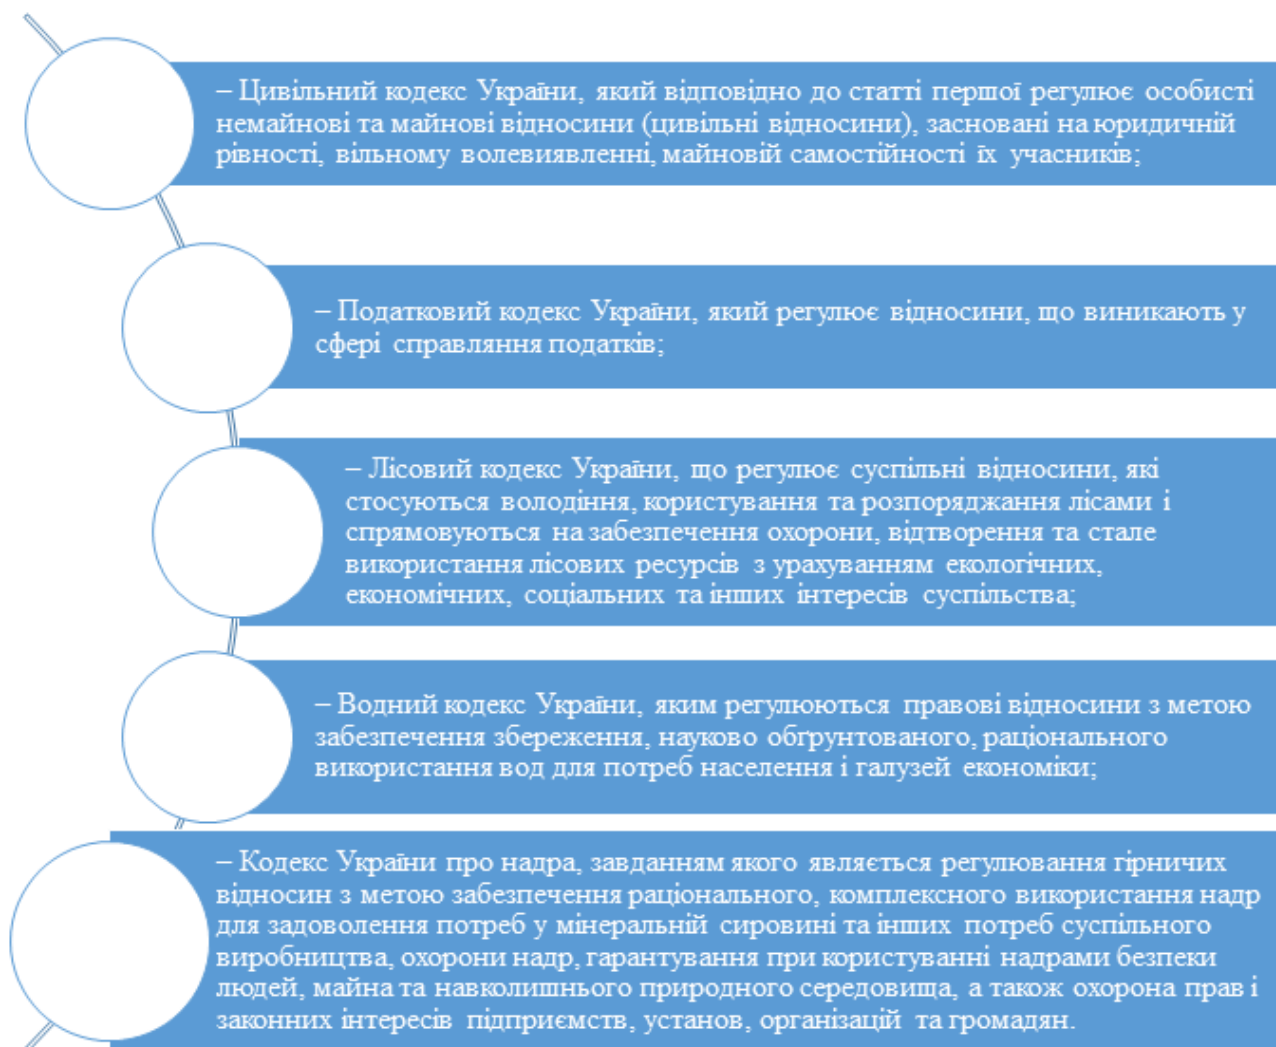 – Цивільний кодекс України, який відповідно до статті першої регулює особисті
немайнові та майнові відносини (цивільні відносини), засновані на юридичній
рівності, вільному волевиявленні, майновій самостійності їх учасників;
– Податковий кодекс України, який регулює відносини, що виникають у
сфері справляння податків;
– Лісовий кодекс України, що регулює суспільні відносини, які
стосуються володіння, користування та розпоряджання лісами і
спрямовуються на забезпечення охорони, відтворення та стале
використання лісових ресурсів з урахуванням екологічних,
економічних, соціальних та інших інтересів суспільства;
– Водний кодекс України, яким регулюються правові відносини з метою
забезпечення збереження, науково обґрунтованого, раціонального
використання вод для потреб населення і галузей економіки;
– Кодекс України про надра, завданням якого являється регулювання гірничих
відносин з метою забезпечення раціонального, комплексного використання надр
для задоволення потреб у мінеральній сировині та інших потреб суспільного
виробництва, охорони надр, гарантування при користуванні надрами безпеки
людей, майна та навколишнього природного середовища, а також охорона прав і
законних інтересів підприємств, установ, організацій та громадян.